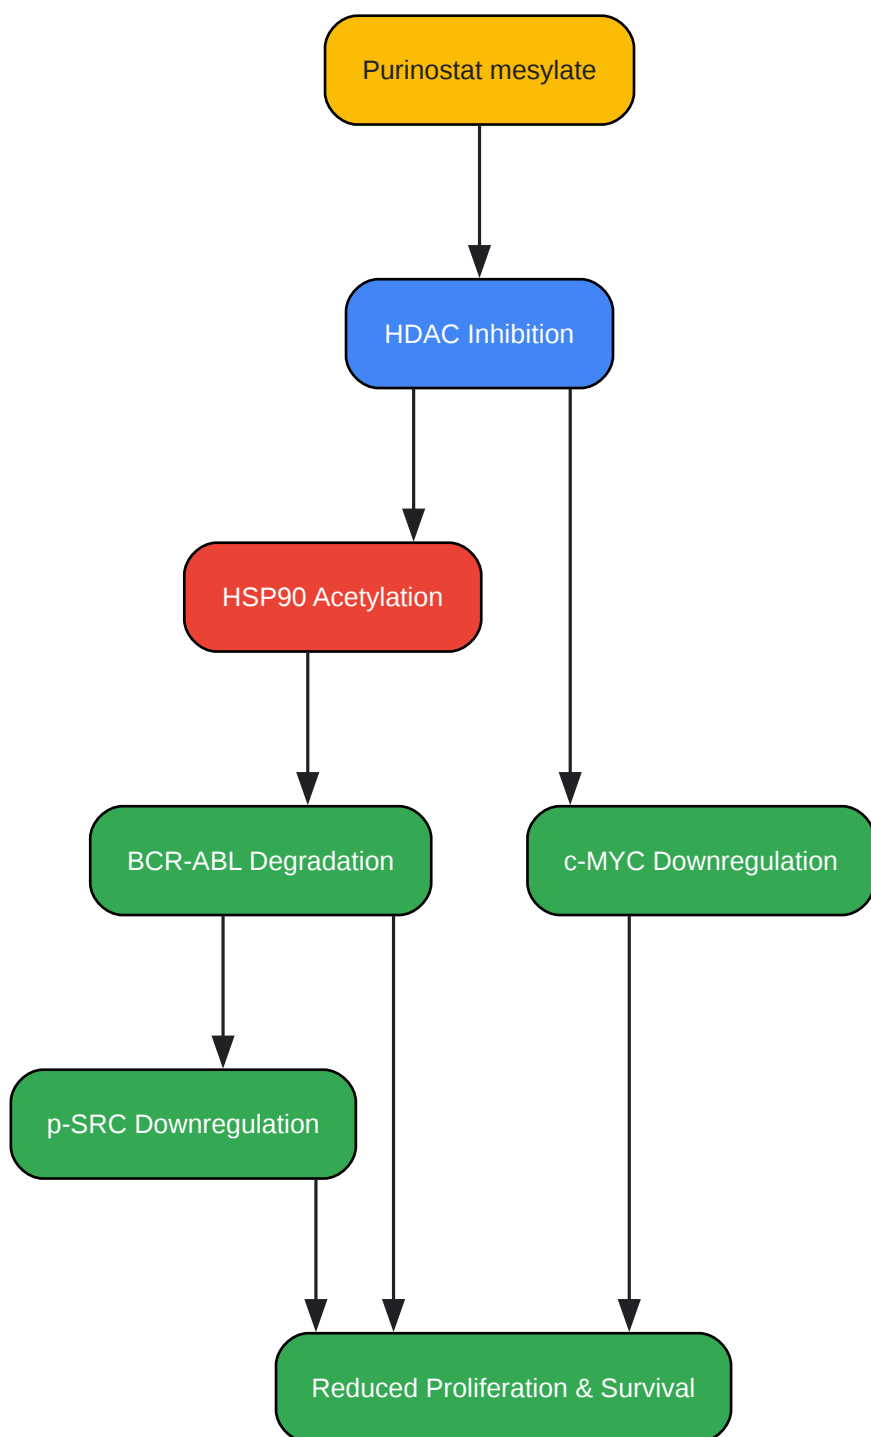 Purinostat mesylate
HDAC Inhibition
HSP90 Acetylation
BCR-ABL Degradation
c-MYC Downregulation
p-SRC Downregulation
Reduced Proliferation & Survival